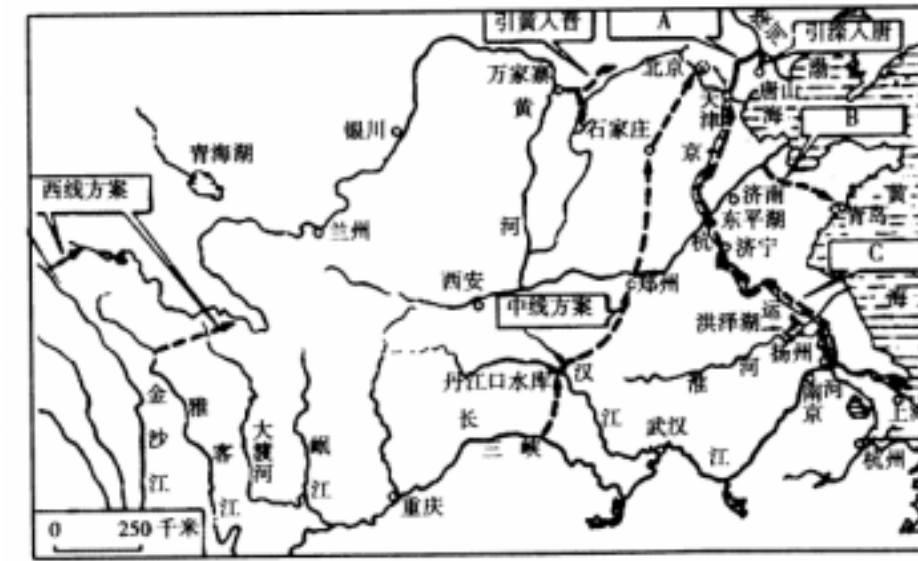 引黄入晋
A
引滦入唐
滦河
万家寨
北京
渤
唐山
海
天
津
B
黄
石家庄
银川
京
青海湖
西线方案
济南
黄
青岛
兰州
河
东平湖
杭
济宁
C
西安
郑州
海
中线方案
洪泽湖
运
扬州
丹江口水库
汉
淮 河
金
雅
大渡河
岷
长
江
南京
河
上海
沙
砻
三 峡
武汉
江
杭州
江
江
江
重庆
0 250 千米